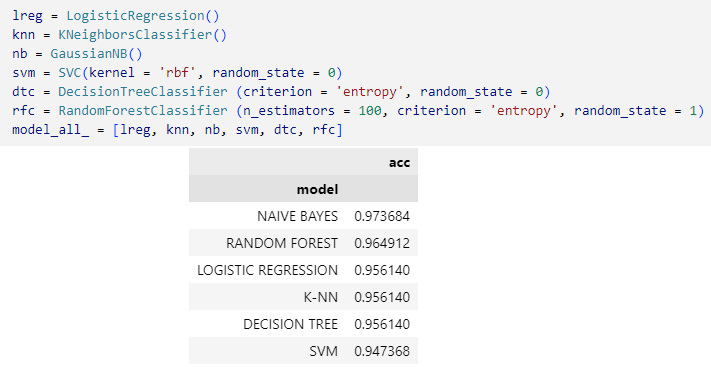 lreg = LogisticRegression()
knn = KNeighborsClassifier()
nb = GaussianNB()
svm = SVC(kernel = 'rbf', random_state = 0)
dtc = DecisionTreeClassifier (criterion = 'entropy', random_state = 0)
rfc = RandomForestClassifier (n_estimators = 100, criterion = 'entropy', random_state = 1)
model_all_ = [lreg, knn, nb, svm, dtc, rfc]
acc
model
NAIVE BAYES 0.973684
RANDOM FOREST 0.964912
LOGISTIC REGRESSION 0.956140
K-NN 0.956140
DECISION TREE 0.956140
SVM 0.947368